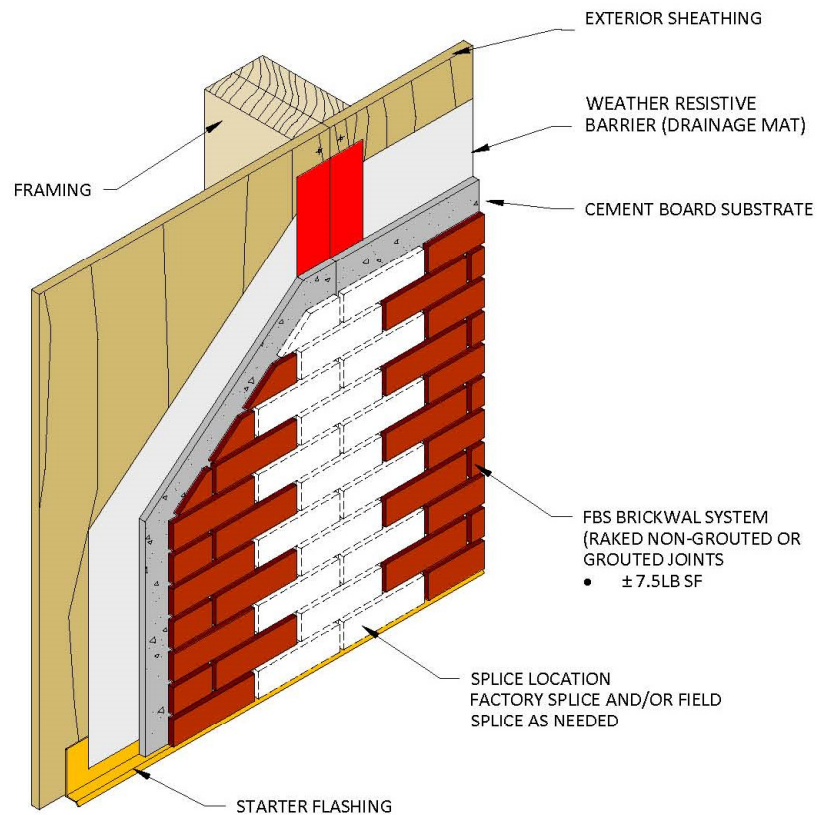 EXTERIOR SHEATHING
WEATHER RESISTIVE
BARRIER (DRAINAGE MAT)
FRAMING
CEMENT BOARD SUBSTRATE
FBS BRICKWAL SYSTEM
(RAKED NON-GROUTED OR
GROUTED JOINTS
• ± 7.5LB SF
SPLICE LOCATION
FACTORY SPLICE AND/OR FIELD
SPLICE AS NEEDED
STARTER FLASHING